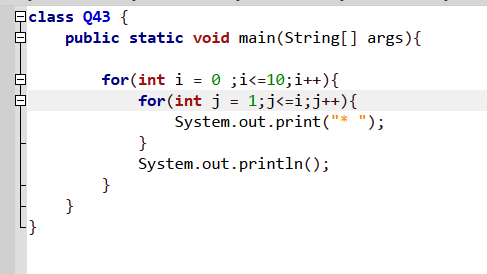 class Q43 {
    public static void main(String[] args){
        for(int i = 0 ;i<=10;i++){
            for(int j = 1;j<=i;j++){
                System.out.print("* ");
            }
            System.out.println();
        }
    }
}